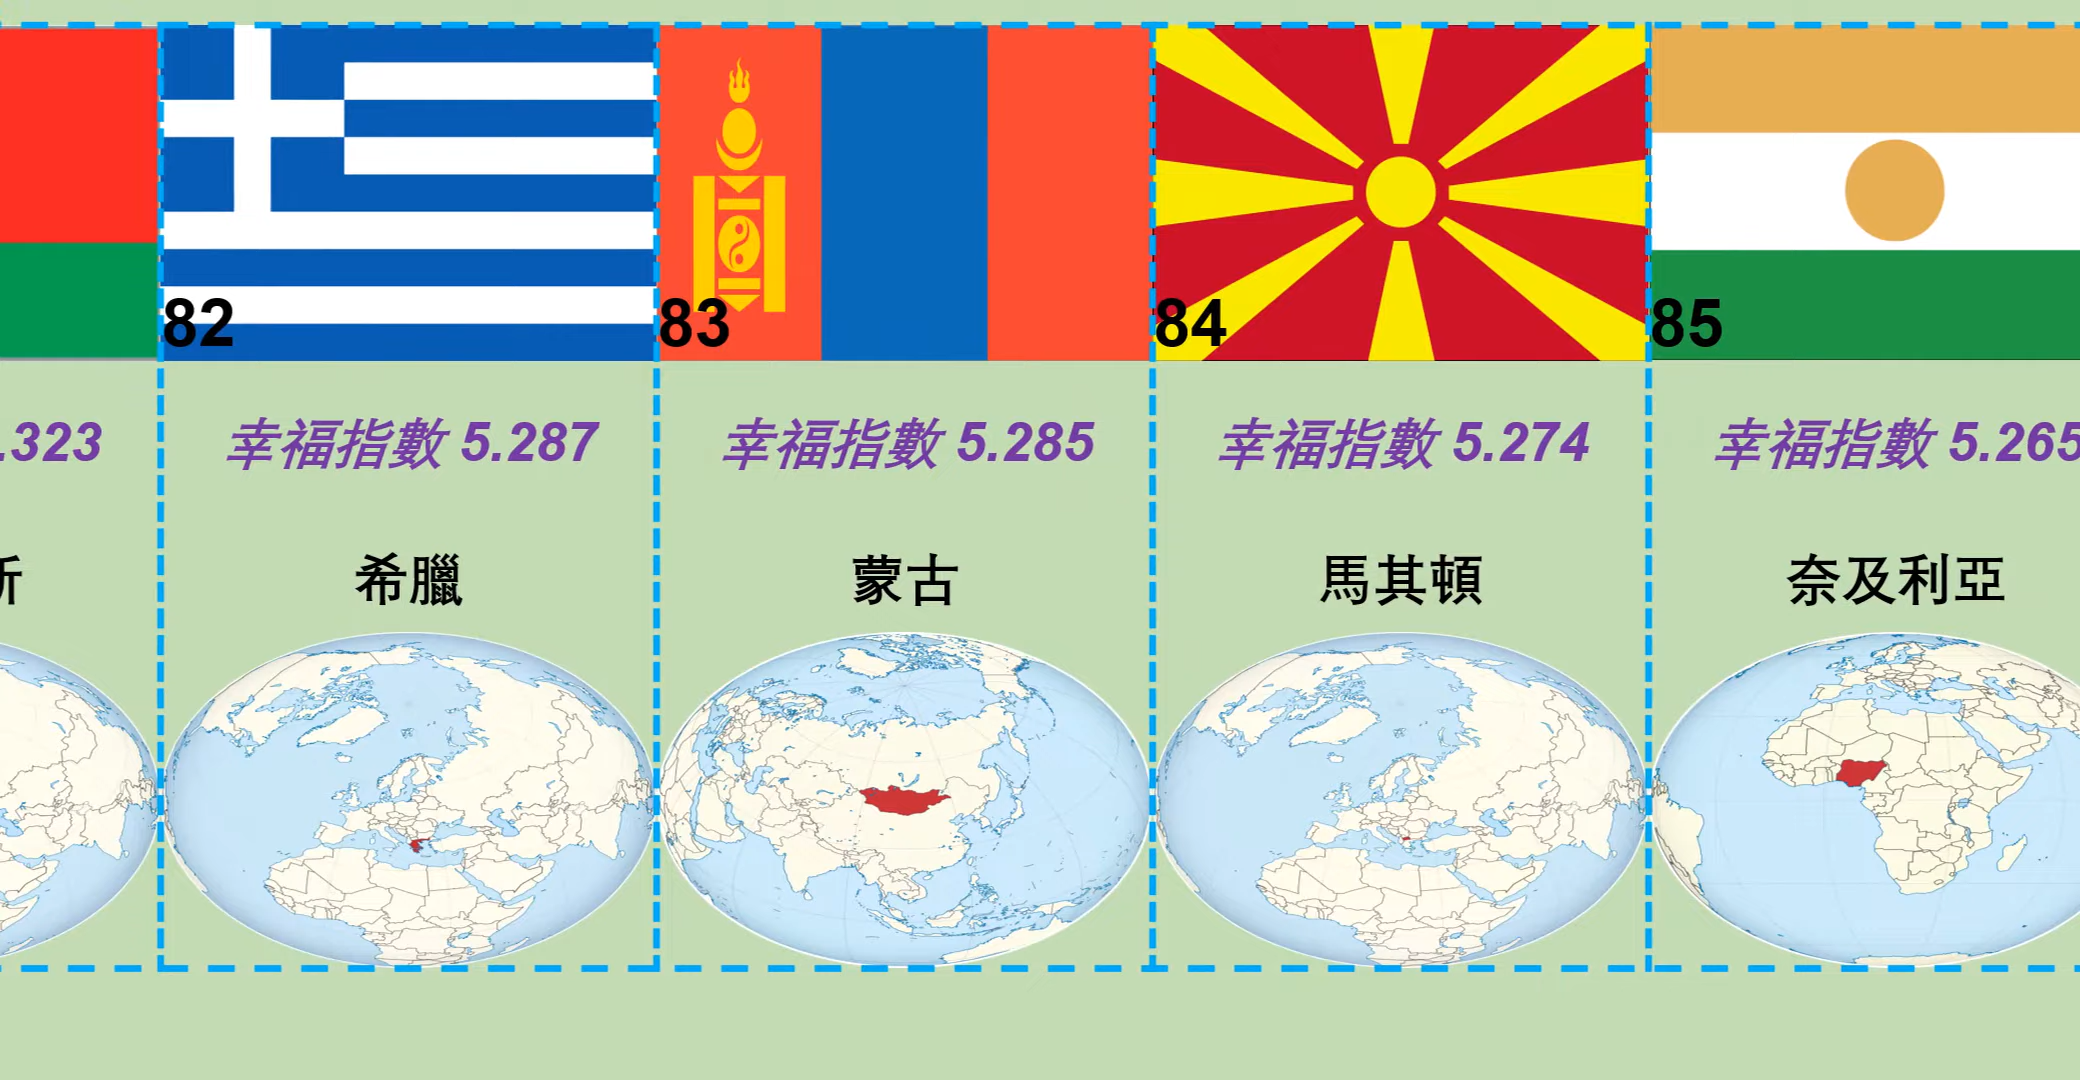 82
83
84
85
.323
幸福指數 5.287
幸福指數 5.285
幸福指數 5.274
幸福指數 5.265
斯
希臘
蒙古
馬其頓
奈及利亞